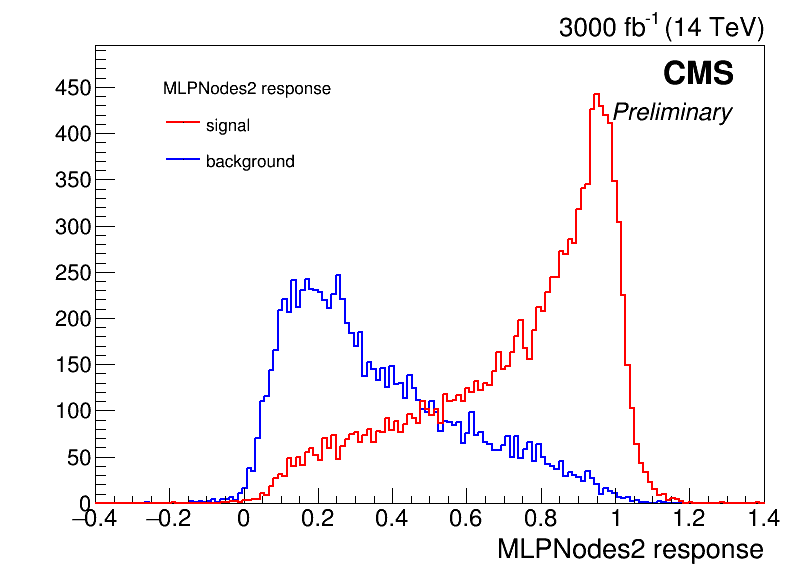 3000 fb-1 (14 TeV)
CMS
Preliminary
MLPNodes2 response
signal
background
450
400
350
300
250
200
150
100
50
0
−0.4 −0.2 0 0.2 0.4 0.6 0.8 1 1.2 1.4
MLPNodes2 response